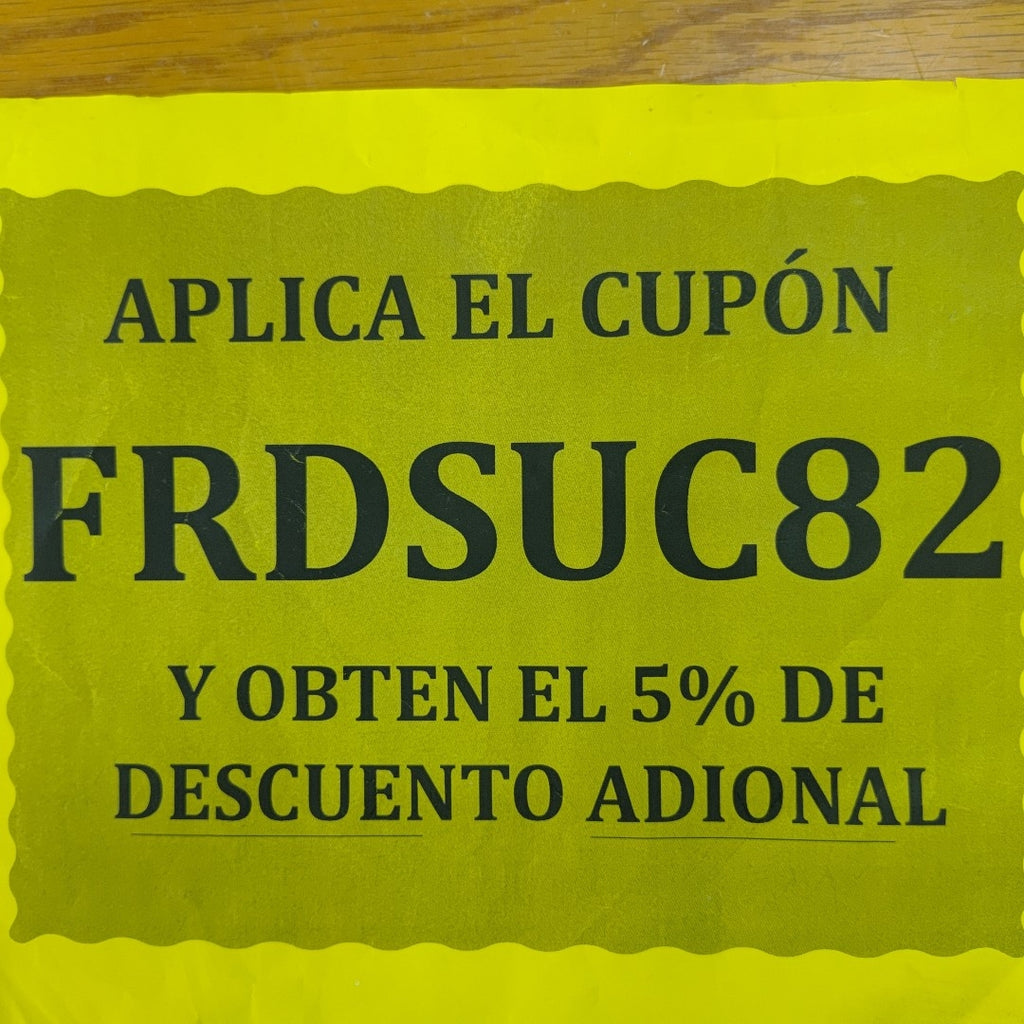 APLICA EL CUPÓN
FRDSUC82
Y OBTEN EL 5% DE
DESCUENTO ADIONAL